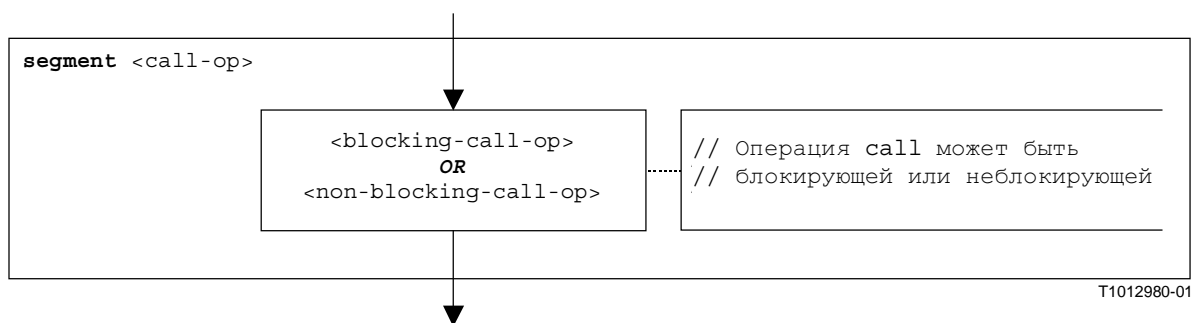 segment <call-op>
<blocking-call-op>
OR
<non-blocking-call-op>
// Операция call может быть
// блокирующей или неблокирующей
T1012980-01